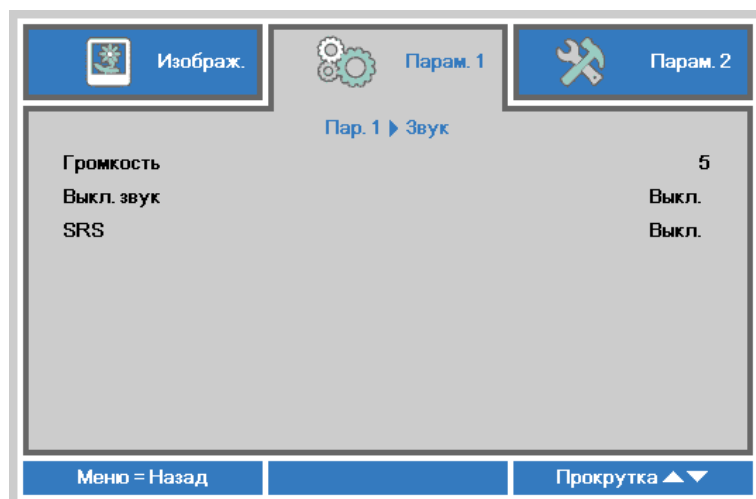 Изображ. Парам. 1 Парам. 2
Пар. 1 ▶ Звук
Громкость 5
Выкл. звук Выкл.
SRS Выкл.
Меню = Назад Прокрутка ▲▼